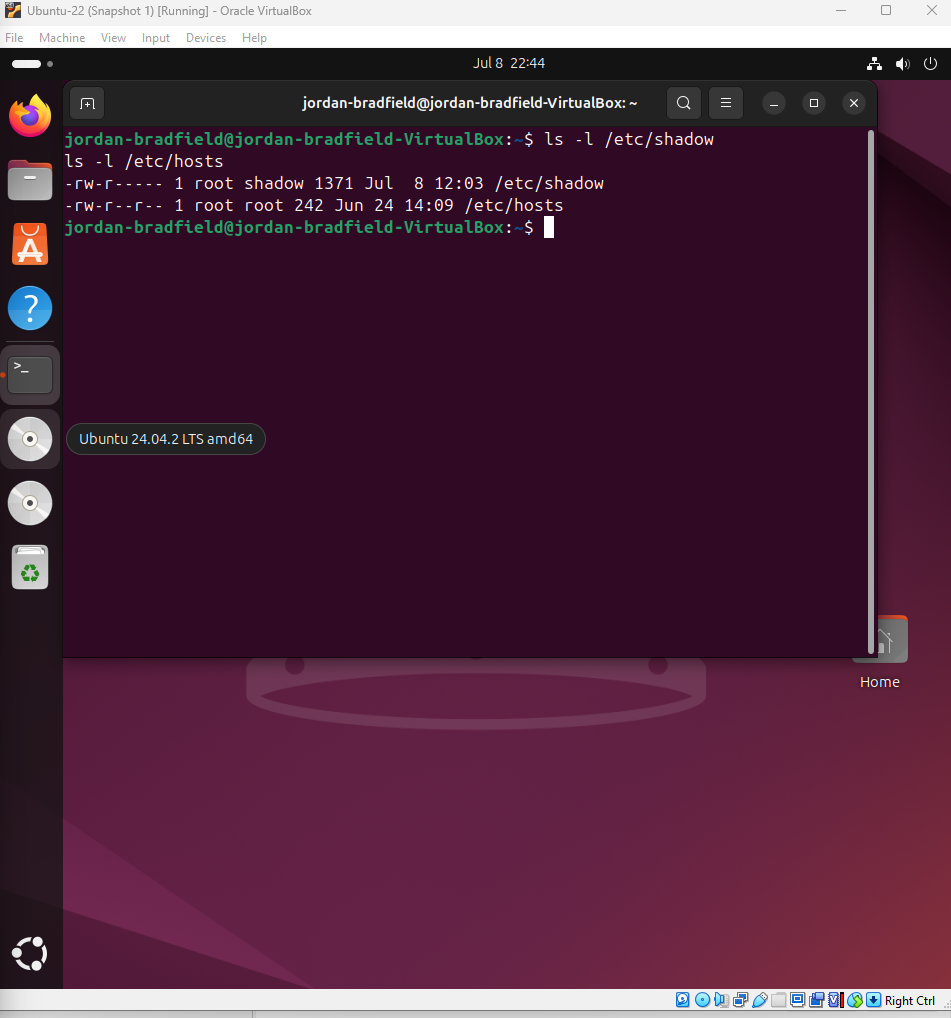 Ubuntu-22 (Snapshot 1) [Running] - Oracle VirtualBox
File Machine View Input Devices Help
Jul 8 22:44
jordan-bradfield@jordan-bradfield-VirtualBox: ~
jordan-bradfield@jordan-bradfield-VirtualBox:~$ ls -l /etc/shadow
ls -l /etc/hosts
-rw-r----- 1 root shadow 1371 Jul  8 12:03 /etc/shadow
-rw-r--r-- 1 root root 242 Jun 24 14:09 /etc/hosts
jordan-bradfield@jordan-bradfield-VirtualBox:~$
>_
?
Ubuntu 24.04.2 LTS amd64
Home
Right Ctrl